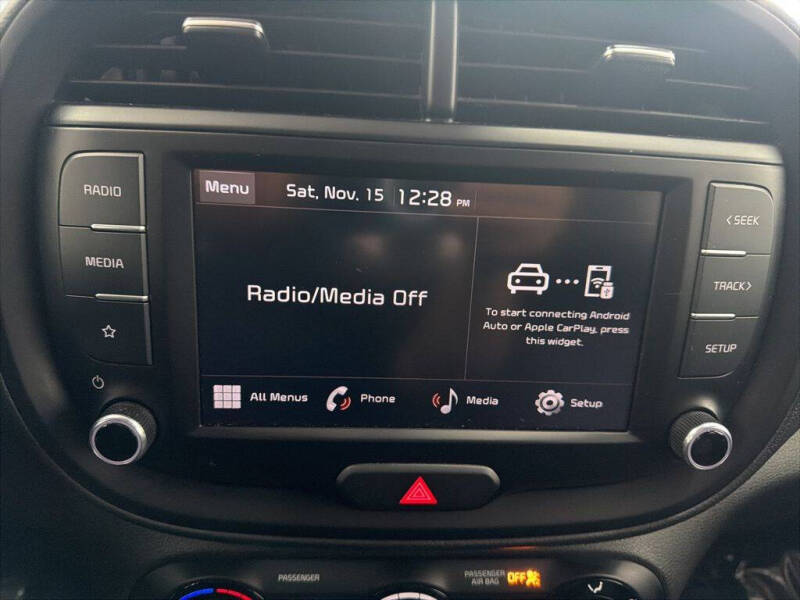 Menu Sat, Nov. 15 12:28 PM
RADIO
MEDIA
< SEEK
TRACK >
SETUP
Radio/Media Off
To start connecting Android
Auto or Apple CarPlay, press
this widget.
All Menus Phone Media Setup
PASSENGER
PASSENGER
AIR BAG OFF